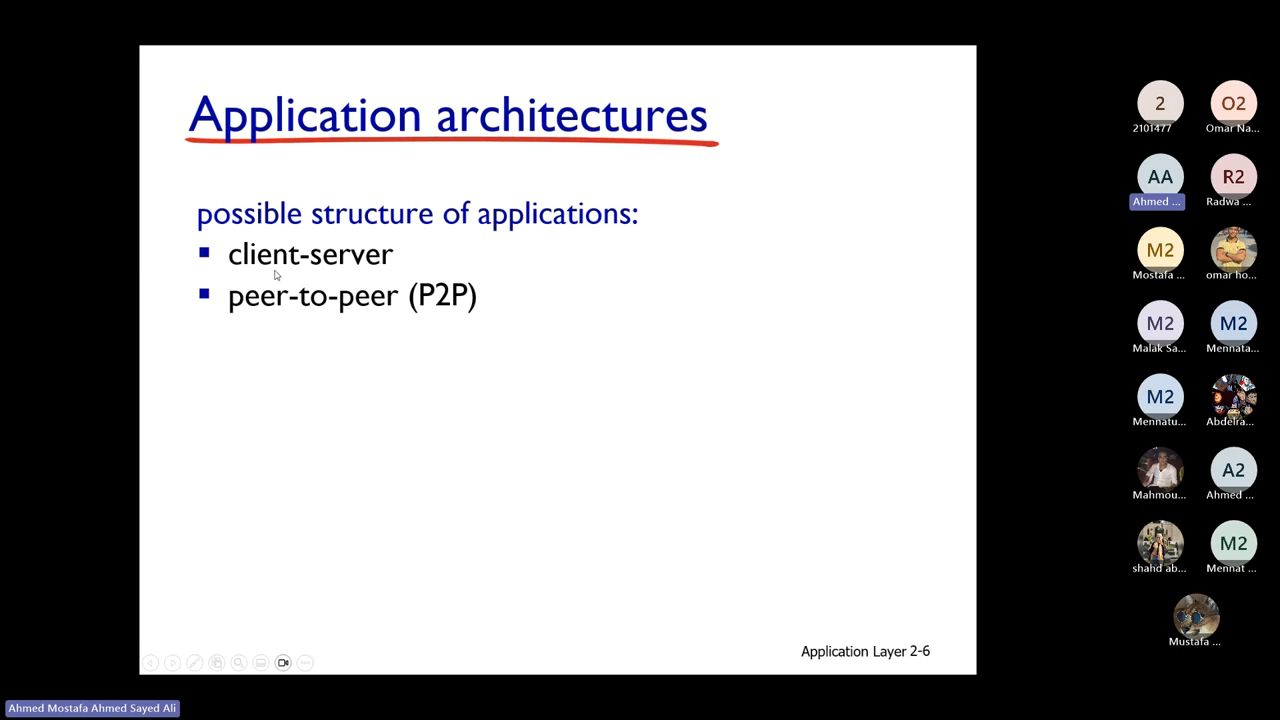 Application architectures
possible structure of applications:
client-server
peer-to-peer (P2P)
Application Layer 2-6
2
2101477
O2
Omar Na...
AA
Ahmed ...
R2
Radwa ...
M2
Mostafa ...
omar ho...
M2
Malak Sa...
M2
Mennata...
M2
Mennatu...
Abdelra...
Mahmou...
A2
Ahmed ...
shahd ab...
M2
Mennat ...
Mustafa ...
Ahmed Mostafa Ahmed Sayed Ali